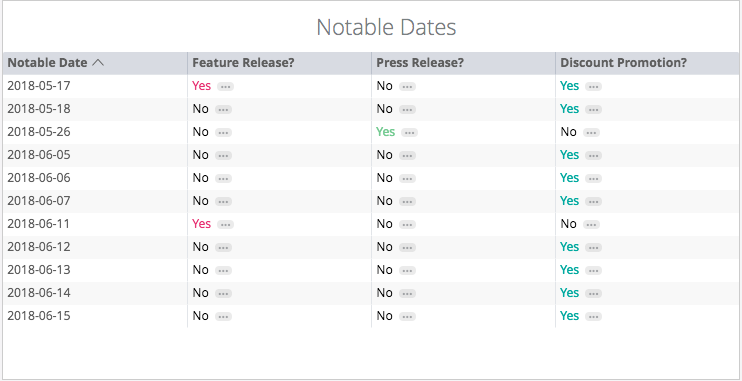 Notable Dates
Notable Date Feature Release? Press Release? Discount Promotion?
2018-05-17 Yes ... No ... Yes ...
2018-05-18 No ... No ... Yes ...
2018-05-26 No ... Yes ... No ...
2018-06-05 No ... No ... Yes ...
2018-06-06 No ... No ... Yes ...
2018-06-07 No ... No ... Yes ...
2018-06-11 Yes ... No ... No ...
2018-06-12 No ... No ... Yes ...
2018-06-13 No ... No ... Yes ...
2018-06-14 No ... No ... Yes ...
2018-06-15 No ... No ... Yes ...